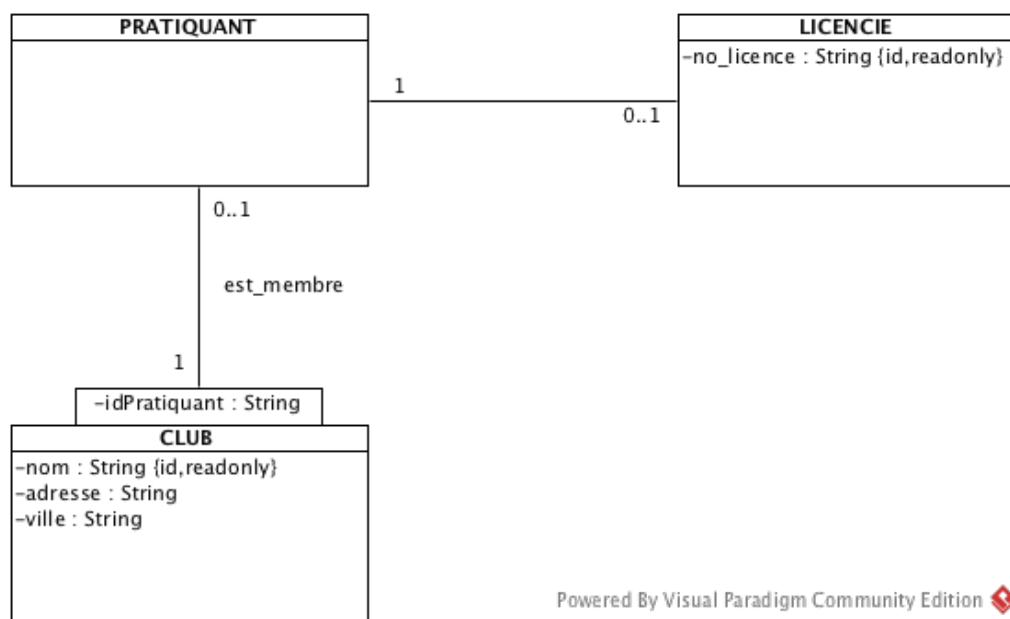 PRATIQUANT
LICENCIE
-no_licence : String {id,readonly}
1
0..1
0..1
est_membre
1
-idPratiquant : String
CLUB
-nom : String {id,readonly}
-adresse : String
-ville : String
Powered By Visual Paradigm Community Edition